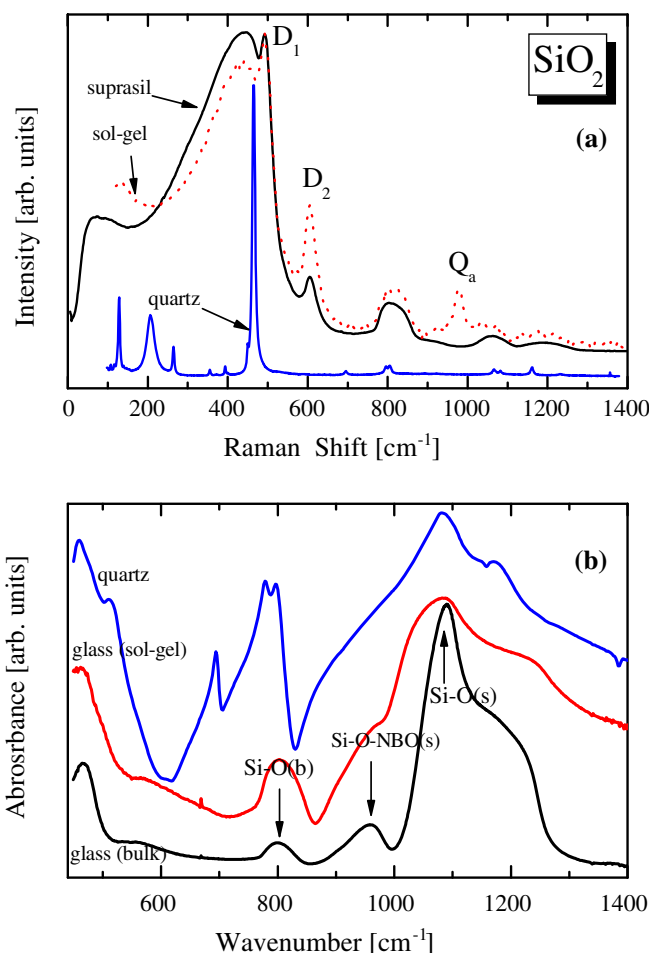 SiO2
(a)
D1
suprasil
sol-gel
D2
Qa
quartz
Intensity [arb. units]
0 200 400 600 800 1000 1200 1400
Raman Shift [cm-1]
(b)
quartz
glass (sol-gel)
Si-O(s)
Si-O-NBO(s)
Si-O(b)
glass (bulk)
Abrosrbance [arb. units]
600 800 1000 1200 1400
Wavenumber [cm-1]